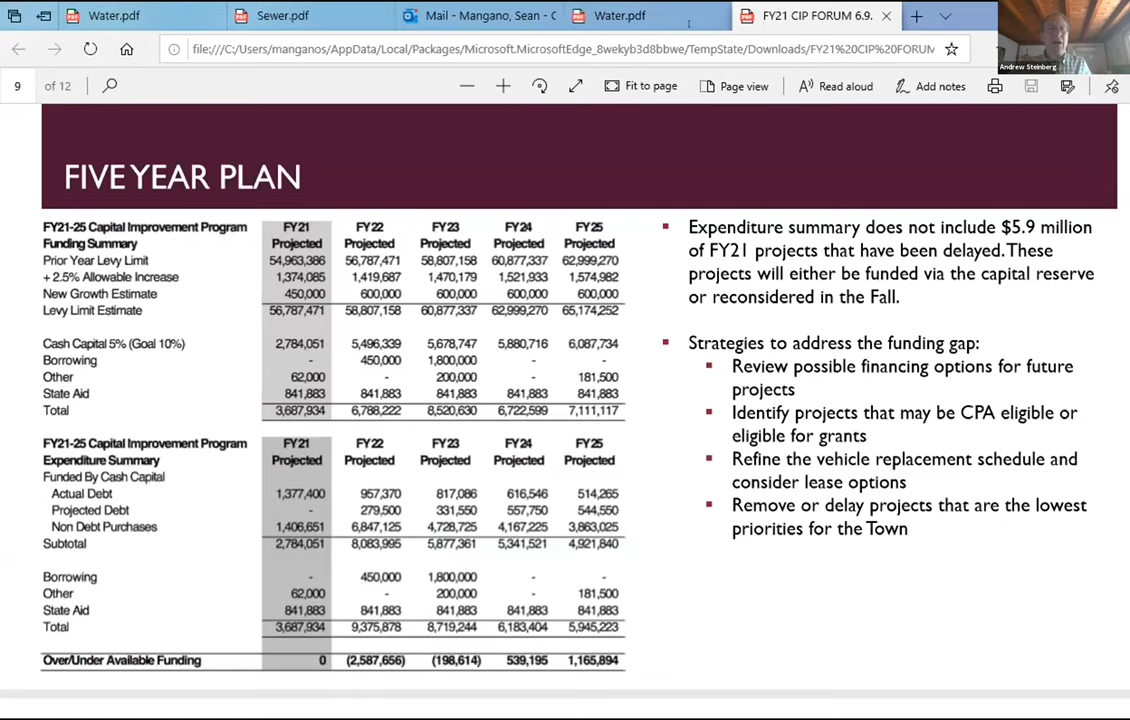 Water.pdf
Sewer.pdf
Mail - Mangano, Sean - C
Water.pdf
FY21 CIP FORUM 6.9.
file:///C:/Users/manganos/AppData/Local/Packages/Microsoft.MicrosoftEdge_8wekyb3d8bbwe/TempState/Downloads/FY21%20CIP%20FORUM
Andrew Steinberg
9 of 12
Fit to page
Page view
Read aloud
Add notes
FIVE YEAR PLAN
FY21-25 Capital Improvement Program FY21 FY22 FY23 FY24 FY25
Funding Summary Projected Projected Projected Projected Projected
Prior Year Levy Limit 54,963,386 56,787,471 58,807,158 60,877,337 62,999,270
+ 2.5% Allowable Increase 1,374,085 1,419,687 1,470,179 1,521,933 1,574,982
New Growth Estimate 450,000 600,000 600,000 600,000 600,000
Levy Limit Estimate 56,787,471 58,807,158 60,877,337 62,999,270 65,174,252
Cash Capital 5% (Goal 10%) 2,784,051 5,496,339 5,678,747 5,880,716 6,087,734
Borrowing - 450,000 1,800,000 - -
Other 62,000 - 200,000 - 181,500
State Aid 841,883 841,883 841,883 841,883 841,883
Total 3,687,934 6,788,222 8,520,630 6,722,599 7,111,117
FY21-25 Capital Improvement Program FY21 FY22 FY23 FY24 FY25
Expenditure Summary Projected Projected Projected Projected Projected
Funded By Cash Capital
Actual Debt 1,377,400 957,370 817,086 616,546 514,265
Projected Debt - 279,500 331,550 557,750 544,550
Non Debt Purchases 1,406,651 6,847,125 4,728,725 4,167,225 3,863,025
Subtotal 2,784,051 8,083,995 5,877,361 5,341,521 4,921,840
Borrowing - 450,000 1,800,000 - -
Other 62,000 - 200,000 - 181,500
State Aid 841,883 841,883 841,883 841,883 841,883
Total 3,687,934 9,375,878 8,719,244 6,183,404 5,945,223
Over/Under Available Funding 0 (2,587,656) (198,614) 539,195 1,165,894
▪ Expenditure summary does not include $5.9 million
of FY21 projects that have been delayed. These
projects will either be funded via the capital reserve
or reconsidered in the Fall.
▪ Strategies to address the funding gap:
▪ Review possible financing options for future
projects
▪ Identify projects that may be CPA eligible or
eligible for grants
▪ Refine the vehicle replacement schedule and
consider lease options
▪ Remove or delay projects that are the lowest
priorities for the Town